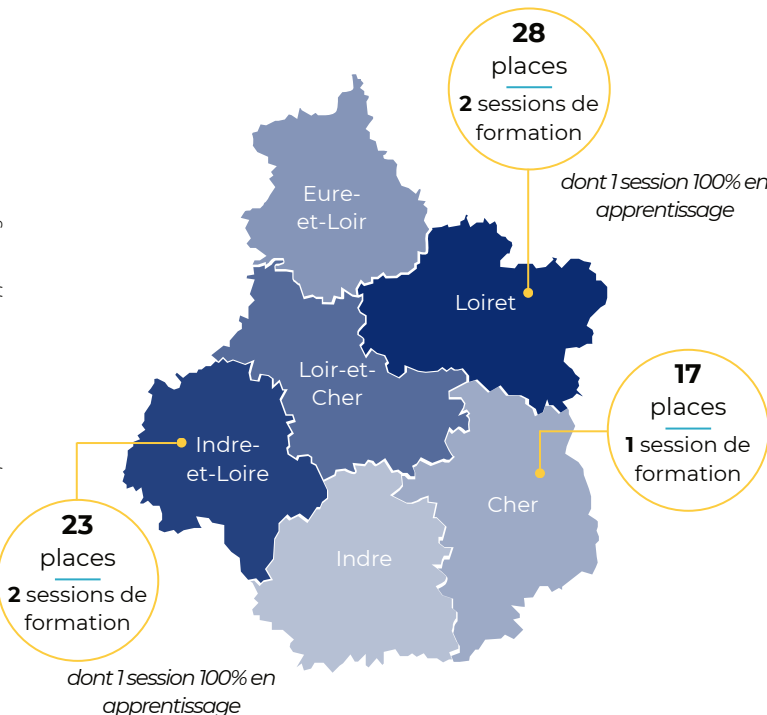 28
places
2 sessions de
formation
dont 1 session 100% en
apprentissage
Eure-
et-Loir
Loiret
Loir-et-
Cher
17
places
1 session de
formation
Indre-
et-Loire
Cher
Indre
23
places
2 sessions de
formation
dont 1 session 100% en
apprentissage